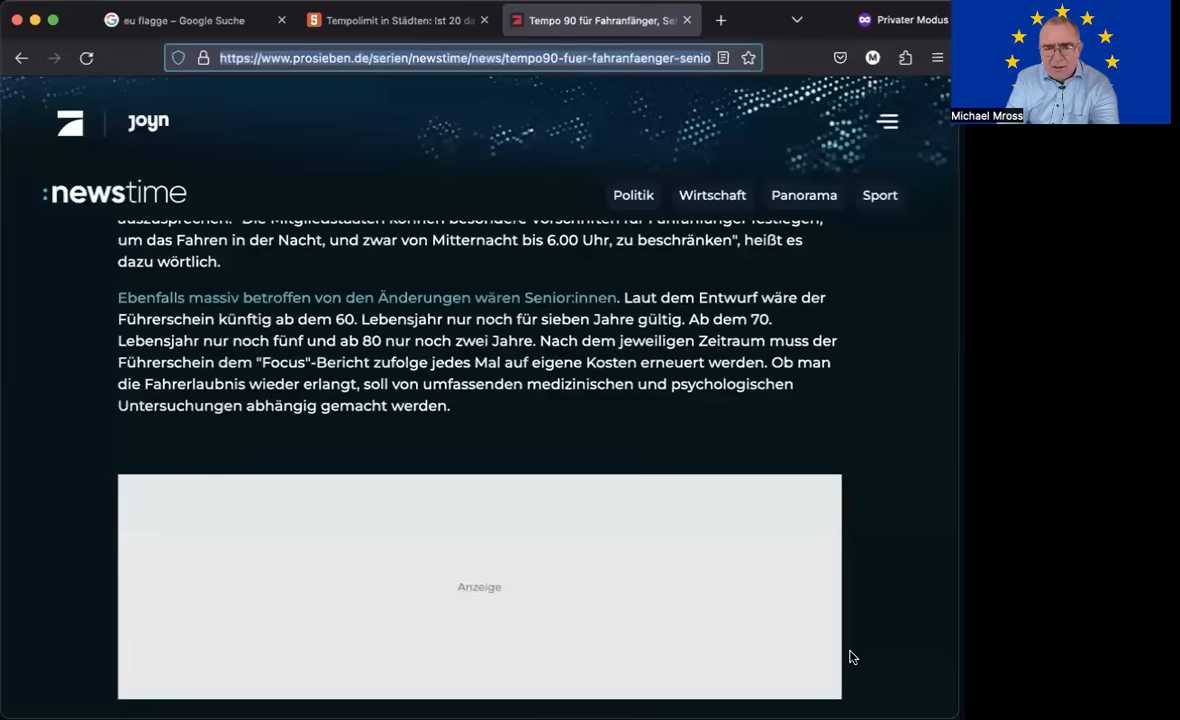 eu flagge – Google Suche
Tempolimit in Städten: Ist 20 da
Tempo 90 für Fahranfänger, Se
Privater Modus
https://www.prosieben.de/serien/newstime/news/tempo90-fuer-fahranfaenger-senio
M
Michael Mross
joyn
:newstime
Politik
Wirtschaft
Panorama
Sport
auszusprechen. "Die Mitgliedstaaten können besondere Vorschriften für Fahranfänger festlegen,
um das Fahren in der Nacht, und zwar von Mitternacht bis 6.00 Uhr, zu beschränken", heißt es
dazu wörtlich.
Ebenfalls massiv betroffen von den Änderungen wären Senior:innen. Laut dem Entwurf wäre der
Führerschein künftig ab dem 60. Lebensjahr nur noch für sieben Jahre gültig. Ab dem 70.
Lebensjahr nur noch fünf und ab 80 nur noch zwei Jahre. Nach dem jeweiligen Zeitraum muss der
Führerschein dem "Focus"-Bericht zufolge jedes Mal auf eigene Kosten erneuert werden. Ob man
die Fahrerlaubnis wieder erlangt, soll von umfassenden medizinischen und psychologischen
Untersuchungen abhängig gemacht werden.
Anzeige